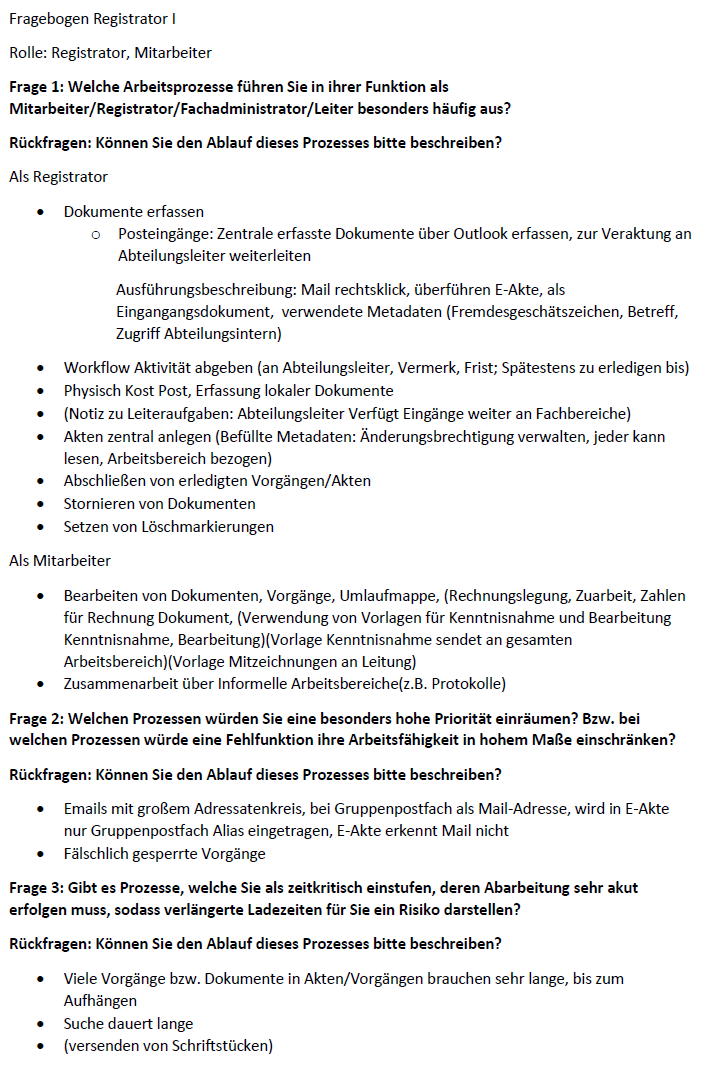 Fragebogen Registrator I
Rolle: Registrator, Mitarbeiter
Frage 1: Welche Arbeitsprozesse führen Sie in ihrer Funktion als
Mitarbeiter/Registrator/Fachadministrator/Leiter besonders häufig aus?
Rückfragen: Können Sie den Ablauf dieses Prozesses bitte beschreiben?
Als Registrator
• Dokumente erfassen
o Posteingänge: Zentrale erfasste Dokumente über Outlook erfassen, zur Veraktung an
Abteilungsleiter weiterleiten
Ausführungsbeschreibung: Mail rechtsklick, überführen E-Akte, als
Eingangangsdokument, verwendete Metadaten (Fremdesgeschätszeichen, Betreff,
Zugriff Abteilungsintern)
• Workflow Aktivität abgeben (an Abteilungsleiter, Vermerk, Frist; Spätestens zu erledigen bis)
• Physisch Kost Post, Erfassung lokaler Dokumente
• (Notiz zu Leiteraufgaben: Abteilungsleiter Verfügt Eingänge weiter an Fachbereiche)
• Akten zentral anlegen (Befüllte Metadaten: Änderungsbrechtigung verwalten, jeder kann
lesen, Arbeitsbereich bezogen)
• Abschließen von erledigten Vorgängen/Akten
• Stornieren von Dokumenten
• Setzen von Löschmarkierungen
Als Mitarbeiter
• Bearbeiten von Dokumenten, Vorgänge, Umlaufmappe, (Rechnungslegung, Zuarbeit, Zahlen
für Rechnung Dokument, (Verwendung von Vorlagen für Kenntnisnahme und Bearbeitung
Kenntnisnahme, Bearbeitung)(Vorlage Kenntnisnahme sendet an gesamten
Arbeitsbereich)(Vorlage Mitzeichnungen an Leitung)
• Zusammenarbeit über Informelle Arbeitsbereiche(z.B. Protokolle)
Frage 2: Welchen Prozessen würden Sie eine besonders hohe Priorität einräumen? Bzw. bei
welchen Prozessen würde eine Fehlfunktion ihre Arbeitsfähigkeit in hohem Maße einschränken?
Rückfragen: Können Sie den Ablauf dieses Prozesses bitte beschreiben?
• Emails mit großem Adressatenkreis, bei Gruppenpostfach als Mail-Adresse, wird in E-Akte
nur Gruppenpostfach Alias eingetragen, E-Akte erkennt Mail nicht
• Fälschlich gesperrte Vorgänge
Frage 3: Gibt es Prozesse, welche Sie als zeitkritisch einstufen, deren Abarbeitung sehr akut
erfolgen muss, sodass verlängerte Ladezeiten für Sie ein Risiko darstellen?
Rückfragen: Können Sie den Ablauf dieses Prozesses bitte beschreiben?
• Viele Vorgänge bzw. Dokumente in Akten/Vorgängen brauchen sehr lange, bis zum
Aufhängen
• Suche dauert lange
• (versenden von Schriftstücken)